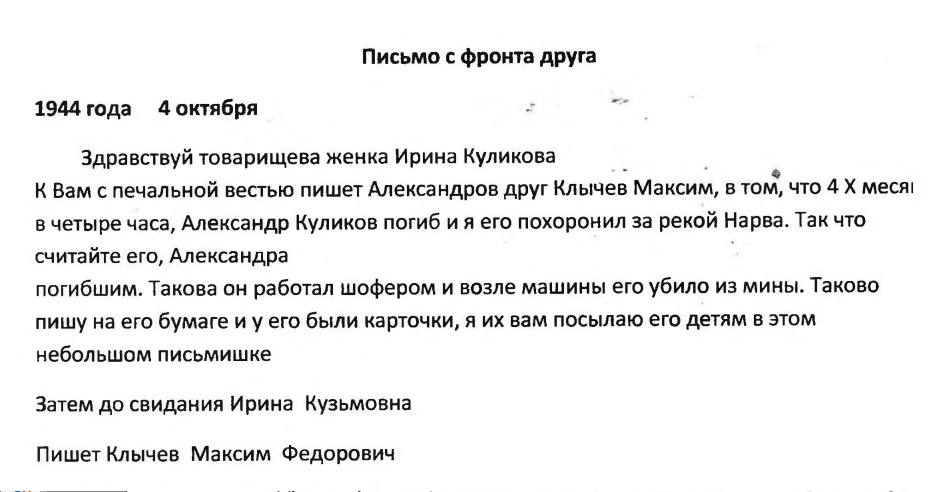 Письмо с фронта друга
1944 года 4 октября
Здравствуй товарищева женка Ирина Куликова
К Вам с печальной вестью пишет Александров друг Клычев Максим, в том, что 4 X
в четыре часа, Александр Куликов погиб и я его похоронил за рекой Нарва. Так что
считайте его, Александра
погибшим. Такова он работал шофером и возле машины его убило из мины. Таково
пишу на его бумаге и у его были карточки, я их вам посылаю его детям в этом
небольшом письмишке
Затем до свидания Ирина Кузьмовна
Пишет Клычев Максим Федорович